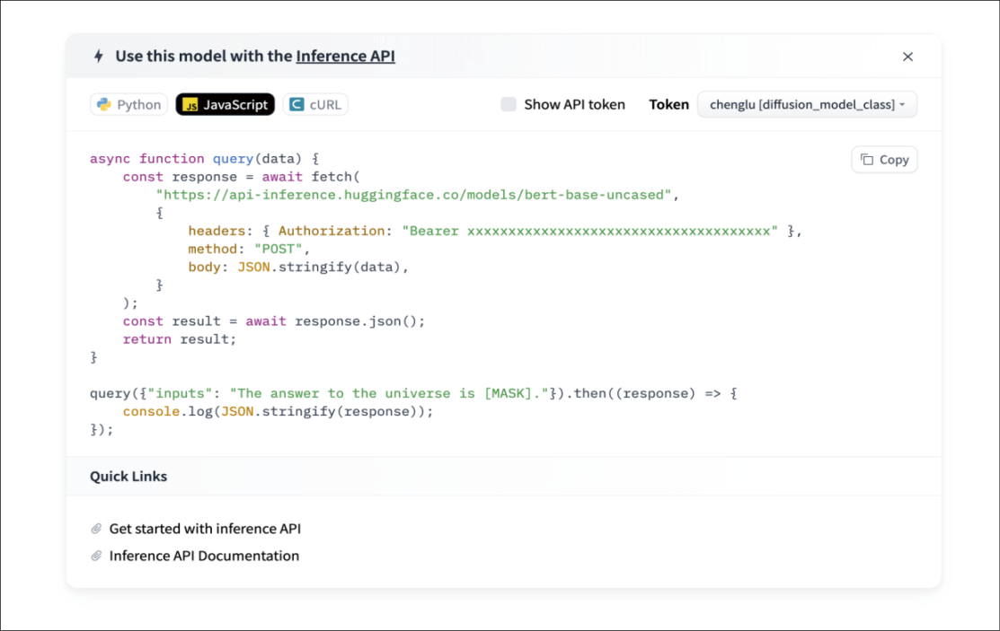 Use this model with the Inference API
Python JavaScript cURL Show API token Token chenglu [diffusion_model_class]
Copy
async function query(data) {
    const response = await fetch(
        "https://api-inference.huggingface.co/models/bert-base-uncased",
        {
            headers: { Authorization: "Bearer xxxxxxxxxxxxxxxxxxxxxxxxxxxxxxxxxxxxx" },
            method: "POST",
            body: JSON.stringify(data),
        }
    );
    const result = await response.json();
    return result;
}
query({"inputs": "The answer to the universe is [MASK]."}).then((response) => {
    console.log(JSON.stringify(response));
});
Quick Links
Get started with inference API
Inference API Documentation